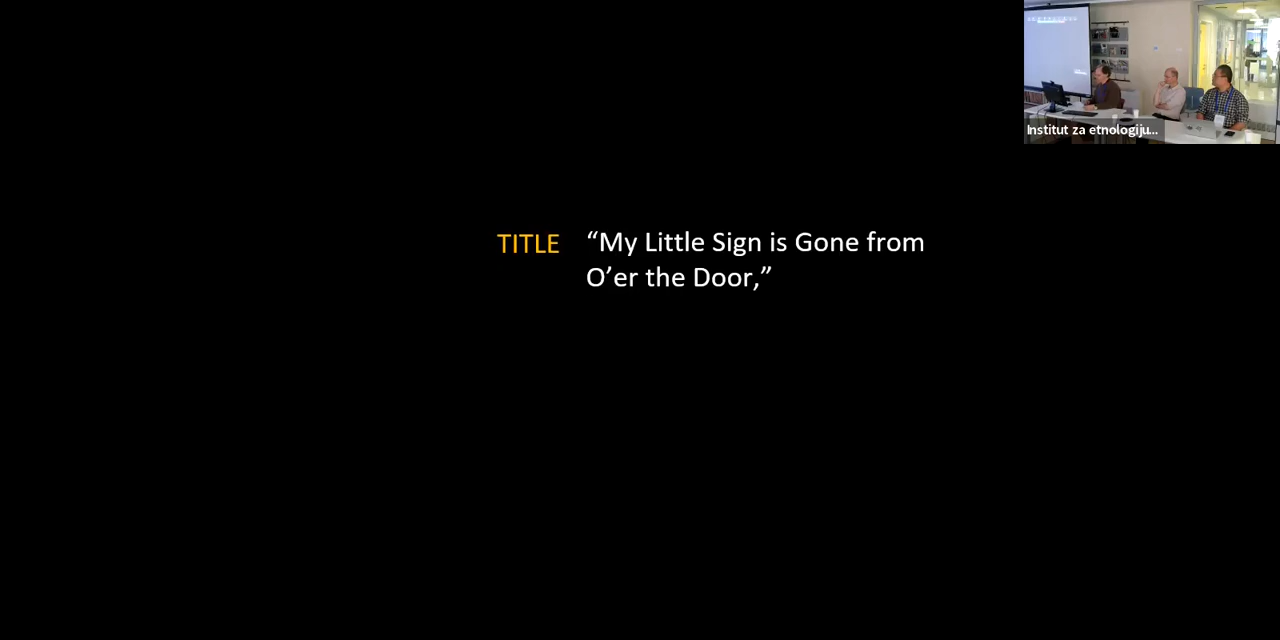 Institut za etnologiju...
TITLE “My Little Sign is Gone from
O’er the Door,”